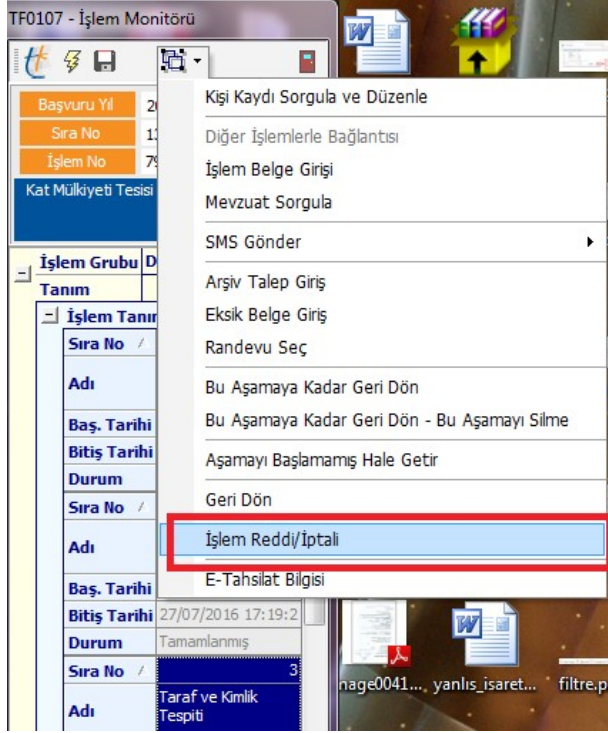 TF0107 - İşlem Monitörü
Başvuru Yıl
Sıra No
İşlem No
Kat Mülkiyeti Tesisi
Kişi Kaydı Sorgula ve Düzenle
Diğer İşlemlerle Bağlantısı
İşlem Belge Girişi
Mevzuat Sorgula
SMS Gönder
Arşiv Talep Giriş
Eksik Belge Giriş
Randevu Seç
Bu Aşamaya Kadar Geri Dön
Bu Aşamaya Kadar Geri Dön - Bu Aşamayı Silme
Aşamayı Başlamamış Hale Getir
Geri Dön
İşlem Reddi/İptali
E-Tahsilat Bilgisi
İşlem Grubu
Tanım
İşlem Tanım
Sıra No
Adı
Baş. Tarihi
Bitiş Tarihi
Durum
Sıra No
Adı
Baş. Tarihi
Bitiş Tarihi 27/07/2016 17:19:2
Durum Tamamlanmış
Sıra No 3
Adı Taraf ve Kimlik
Tespiti
nage0041... yanlıs_isaret... filtre.p